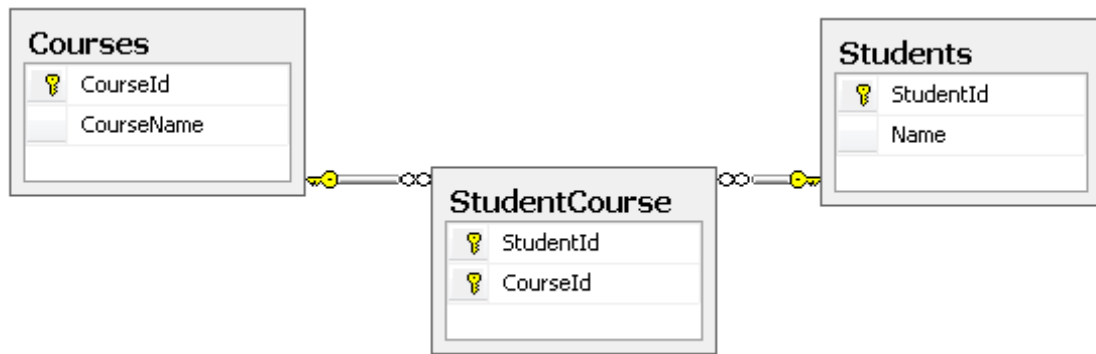 Courses
CourseId
CourseName
Students
StudentId
Name
StudentCourse
StudentId
CourseId